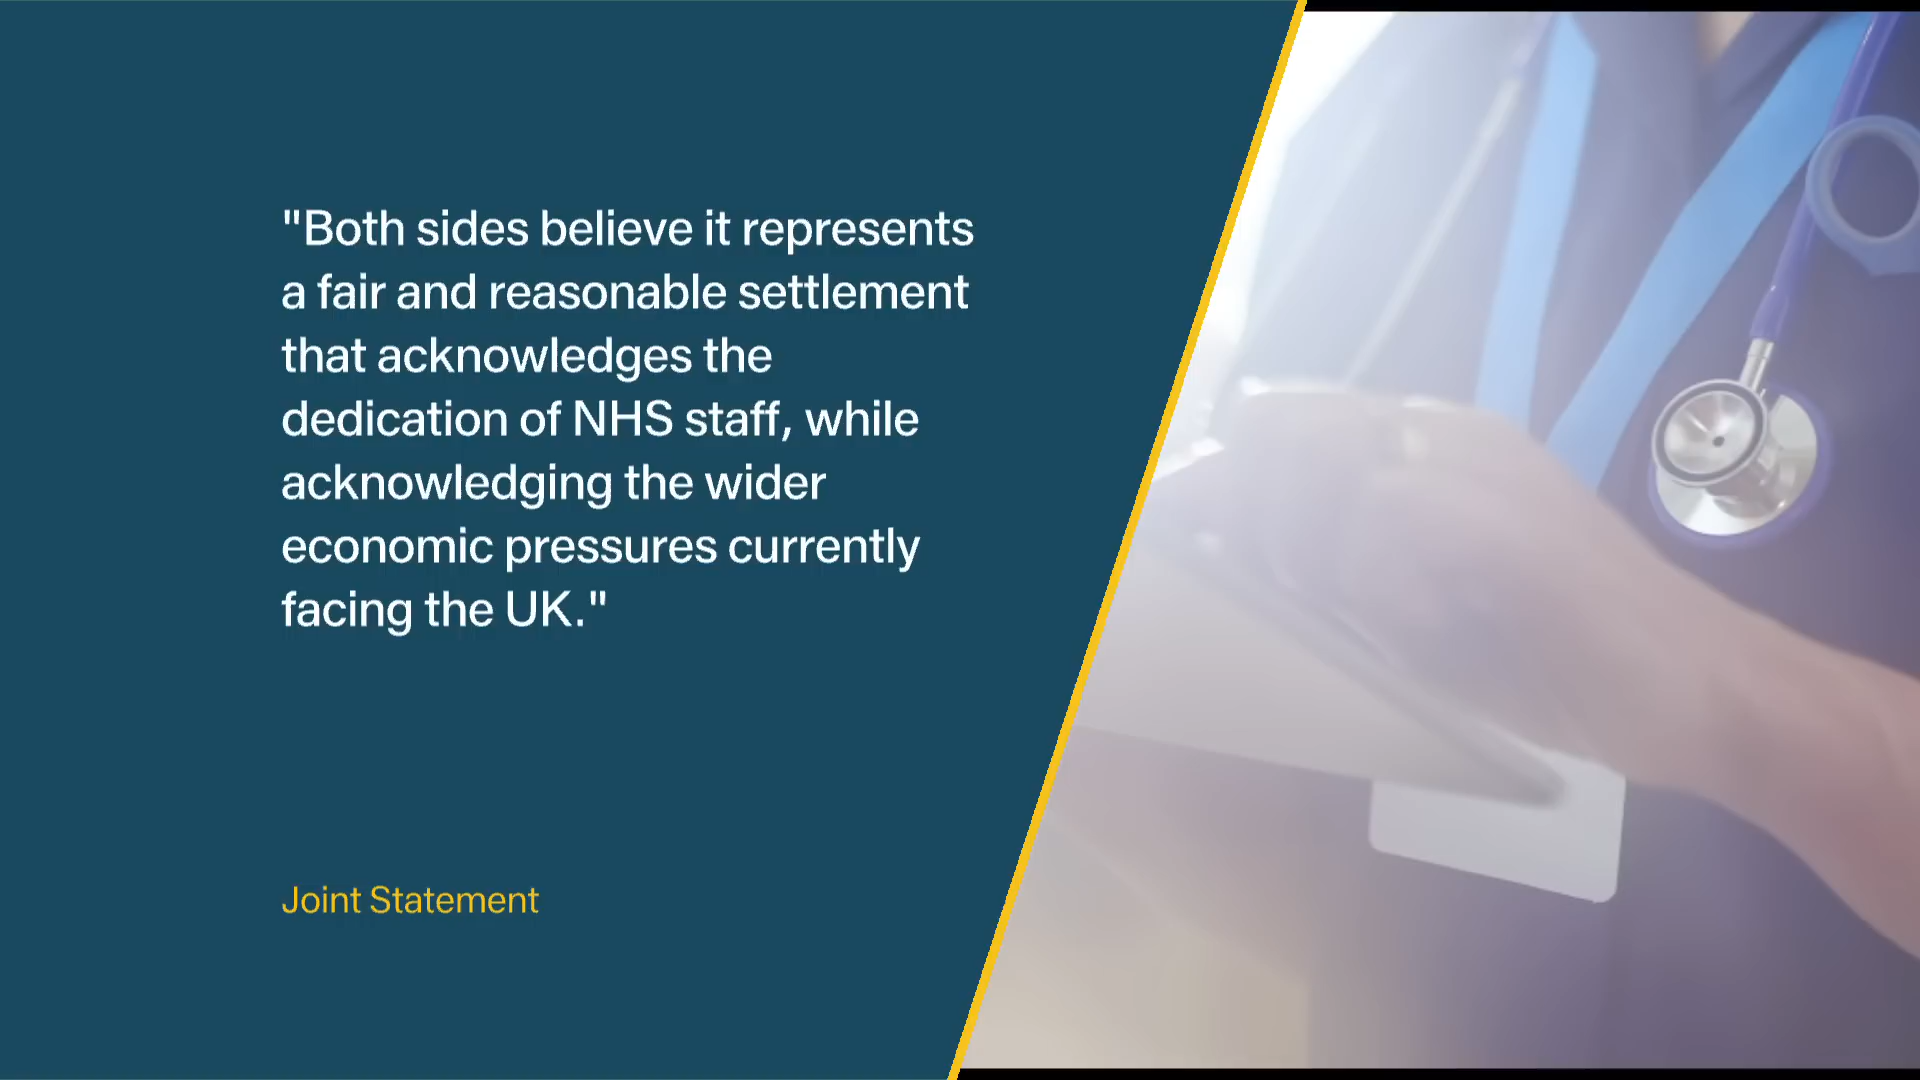 "Both sides believe it represents
a fair and reasonable settlement
that acknowledges the
dedication of NHS staff, while
acknowledging the wider
economic pressures currently
facing the UK."
Joint Statement